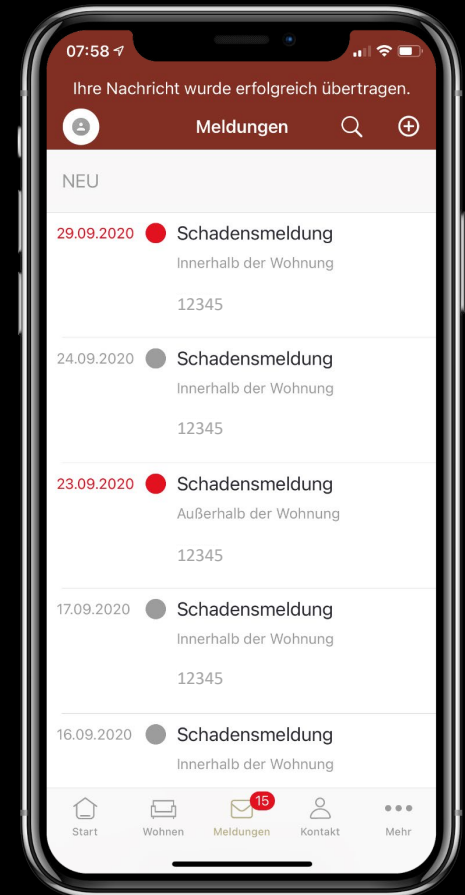 07:58
Ihre Nachricht wurde erfolgreich übertragen.
Meldungen
NEU
29.09.2020 Schadensmeldung
Innerhalb der Wohnung
12345
24.09.2020 Schadensmeldung
Innerhalb der Wohnung
12345
23.09.2020 Schadensmeldung
Außerhalb der Wohnung
12345
17.09.2020 Schadensmeldung
Innerhalb der Wohnung
12345
16.09.2020 Schadensmeldung
Innerhalb der Wohnung
15
Start Wohnen Meldungen Kontakt Mehr